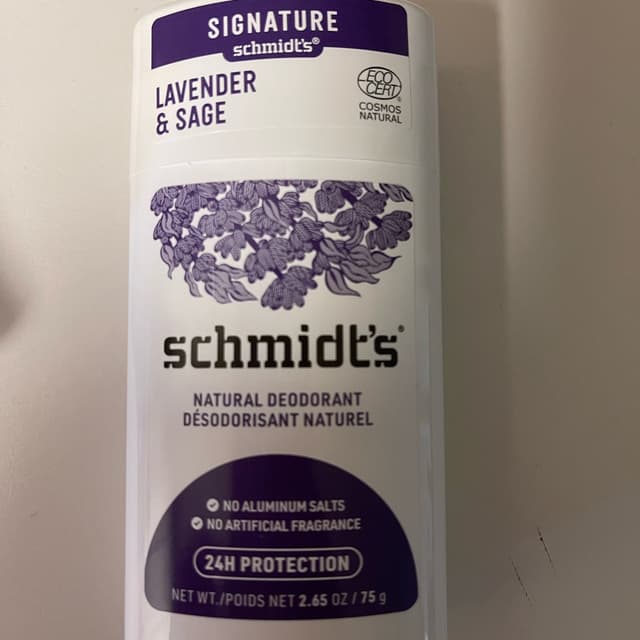 SIGNATURE
schmidt's®
LAVENDER
& SAGE
ECO
CERT®
COSMOS
NATURAL
schmidt's®
NATURAL DEODORANT
DÉSODORISANT NATUREL
NO ALUMINUM SALTS
NO ARTIFICIAL FRAGRANCE
24H PROTECTION
NET WT./POIDS NET 2.65 OZ / 75 g